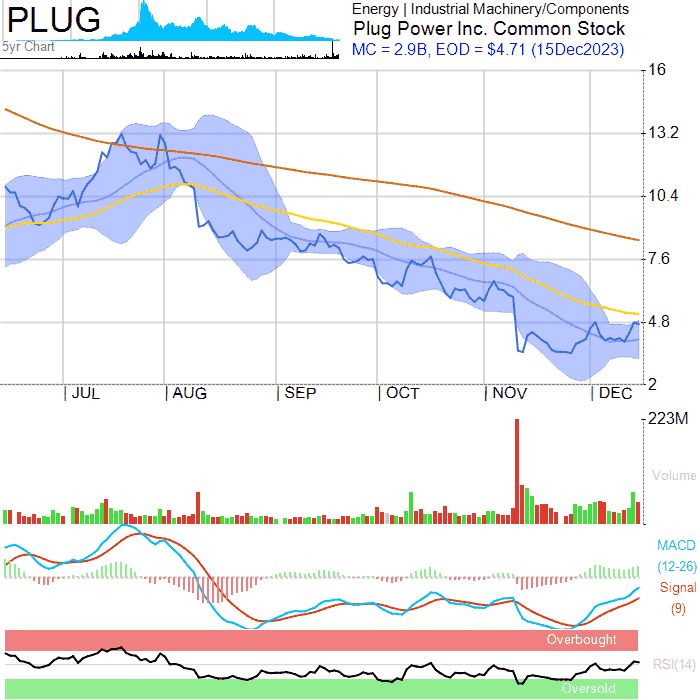 PLUG
5yr Chart
Energy | Industrial Machinery/Components
Plug Power Inc. Common Stock
MC = 2.9B, EOD = $4.71 (15Dec2023)
16
13.2
10.4
7.6
4.8
2
JUL
AUG
SEP
OCT
NOV
DEC
223M
Volume
MACD
(12-26)
Signal
(9)
Overbought
RSI(14)
Oversold